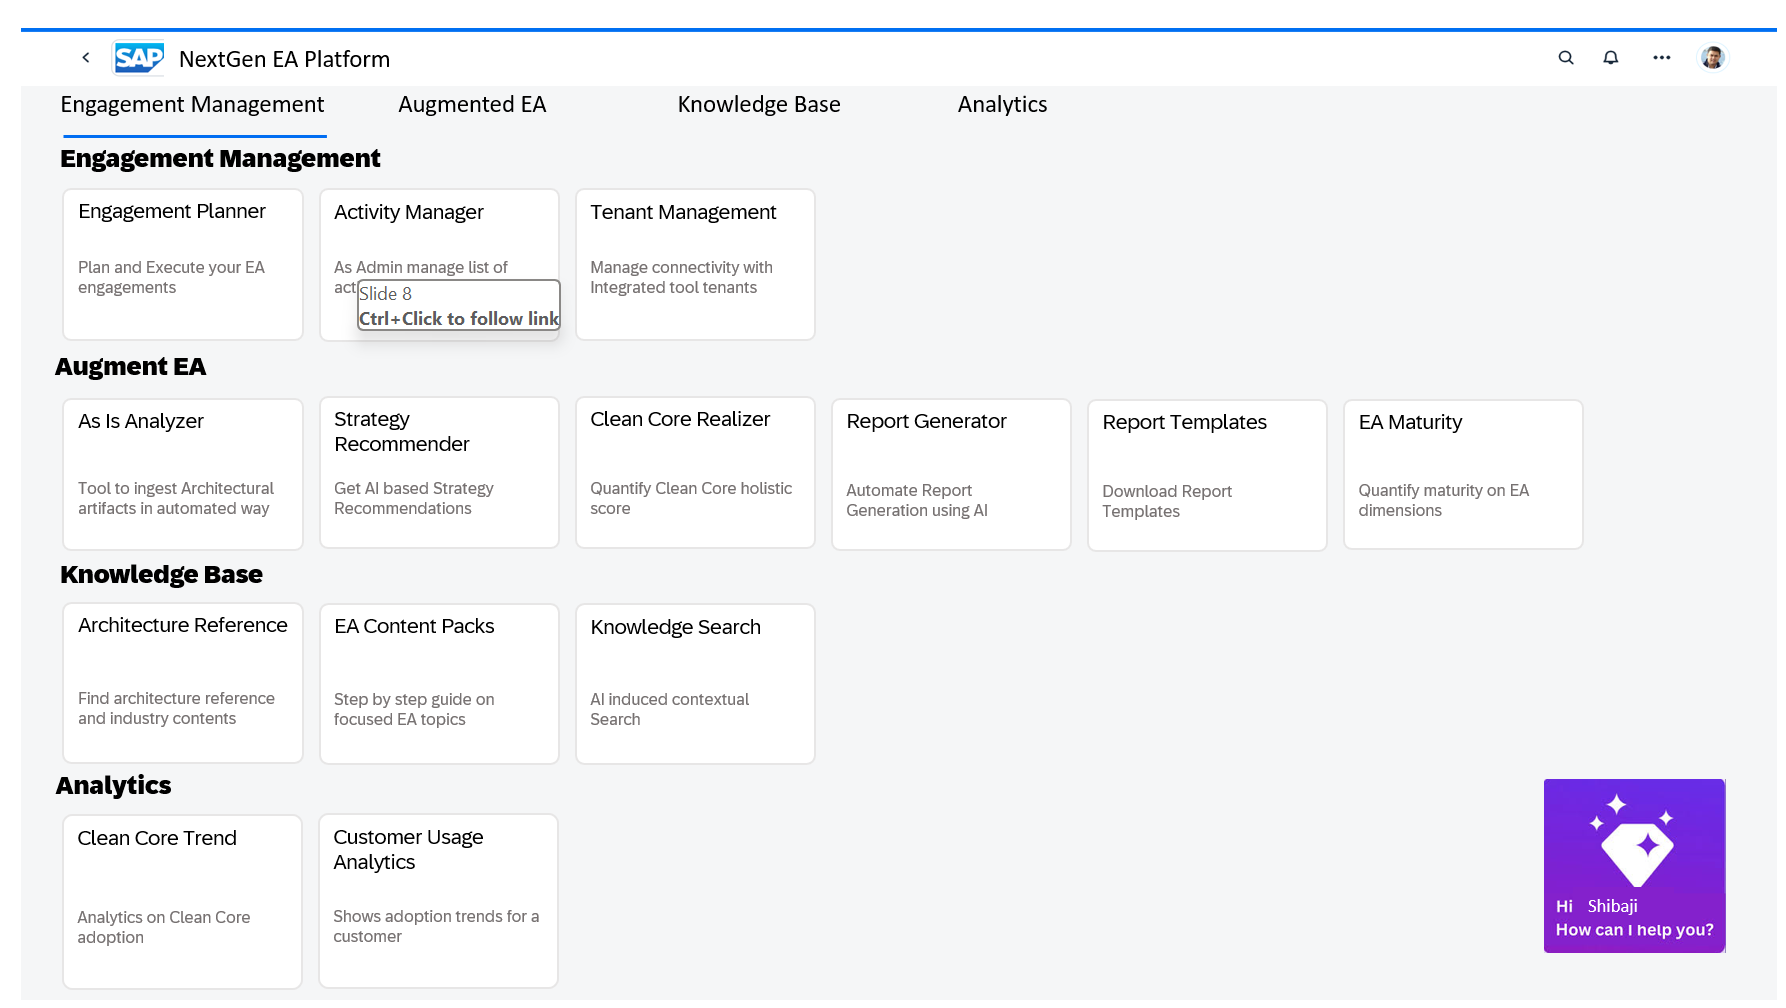 SAP NextGen EA Platform
Engagement Management Augmented EA Knowledge Base Analytics
Engagement Management
Engagement Planner
Plan and Execute your EA
engagements
Activity Manager
As Admin manage list of
act
Slide 8
Ctrl+Click to follow link
Tenant Management
Manage connectivity with
Integrated tool tenants
Augment EA
As Is Analyzer
Tool to ingest Architectural
artifacts in automated way
Strategy
Recommender
Get AI based Strategy
Recommendations
Clean Core Realizer
Quantify Clean Core holistic
score
Report Generator
Automate Report
Generation using AI
Report Templates
Download Report
Templates
EA Maturity
Quantify maturity on EA
dimensions
Knowledge Base
Architecture Reference
Find architecture reference
and industry contents
EA Content Packs
Step by step guide on
focused EA topics
Knowledge Search
AI induced contextual
Search
Analytics
Clean Core Trend
Analytics on Clean Core
adoption
Customer Usage
Analytics
Shows adoption trends for a
customer
Hi Shibaji
How can I help you?